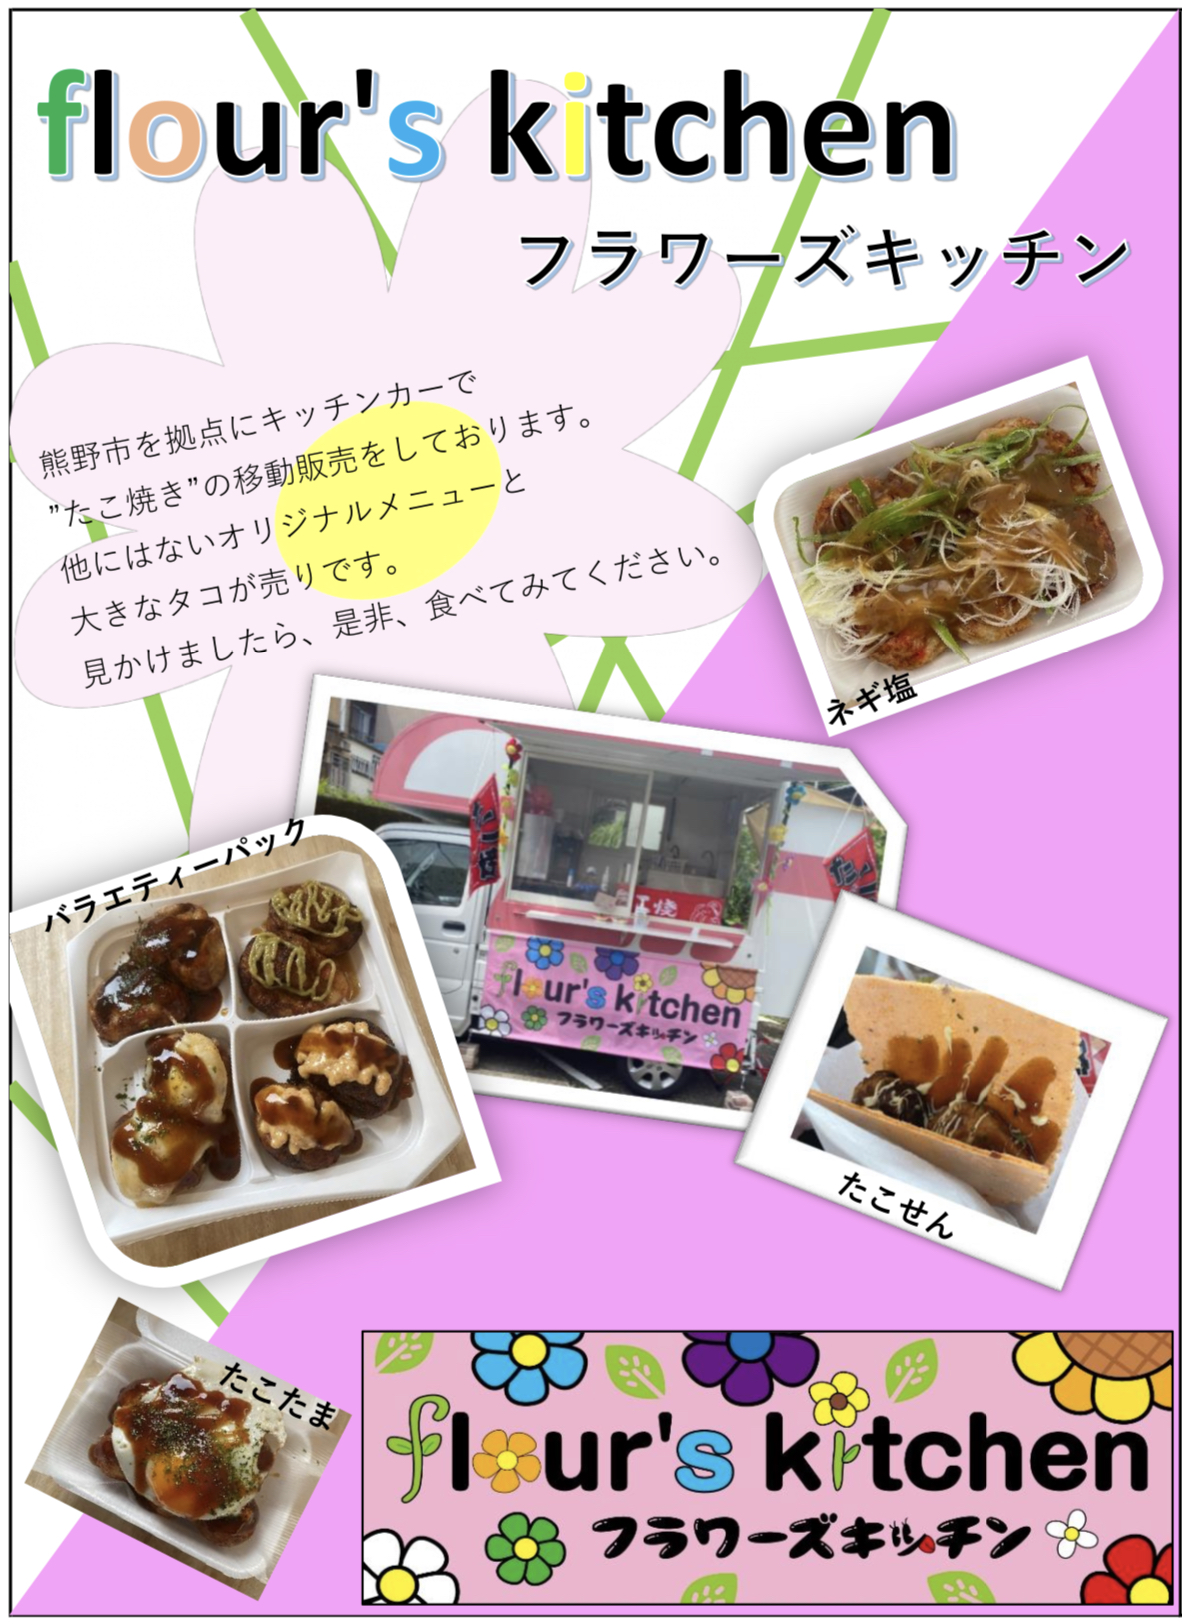 flour's kitchen
フラワーズキッチン
熊野市を拠点にキッチンカーで
”たこ焼き”の移動販売をしております。
他にはないオリジナルメニューと
大きなタコが売りです。
見かけましたら、是非、食べてみてください。
ネギ塩
バラエティーパック
flour's kitchen
フラワーズキッチン
たこせん
たこたま
flour's kitchen
フラワーズキッチン